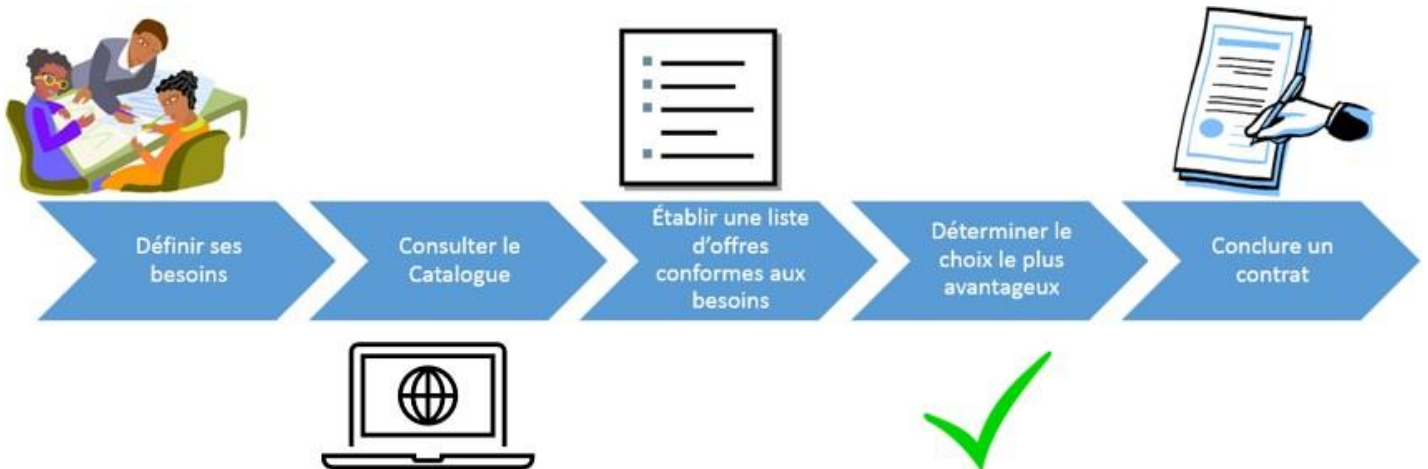 Définir ses
besoins
Consulter le
Catalogue
Établir une liste
d'offres
conformes aux
besoins
Déterminer le
choix le plus
avantageux
Conclure un
contrat